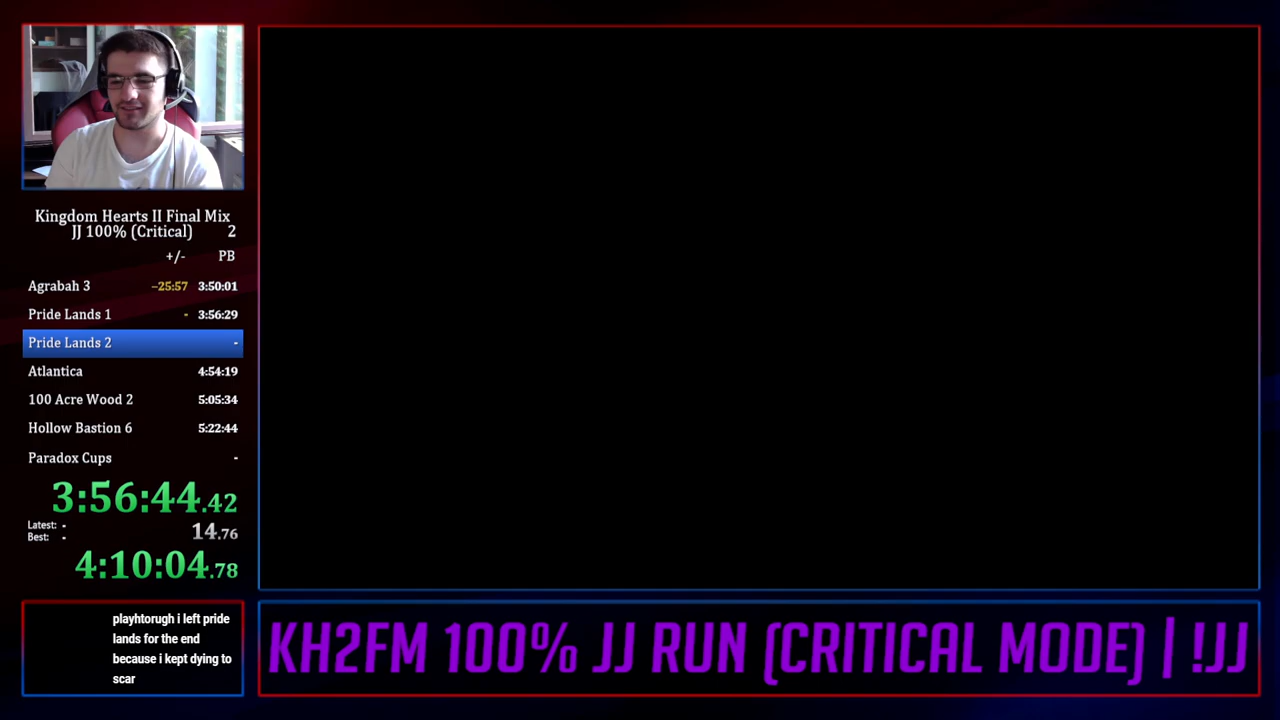 Kingdom Hearts II Final Mix
JJ 100% (Critical) 2
+/- PB
Agrabah 3 −25:57 3:50:01
Pride Lands 1 - 3:56:29
Pride Lands 2 -
Atlantica 4:54:19
100 Acre Wood 2 5:05:34
Hollow Bastion 6 5:22:44
Paradox Cups -
3:56:44.42
Latest: - 14.76
Best: -
4:10:04.78
playhtorugh i left pride
lands for the end
because i kept dying to
scar
KH2FM 100% JJ RUN (CRITICAL MODE) | !JJ